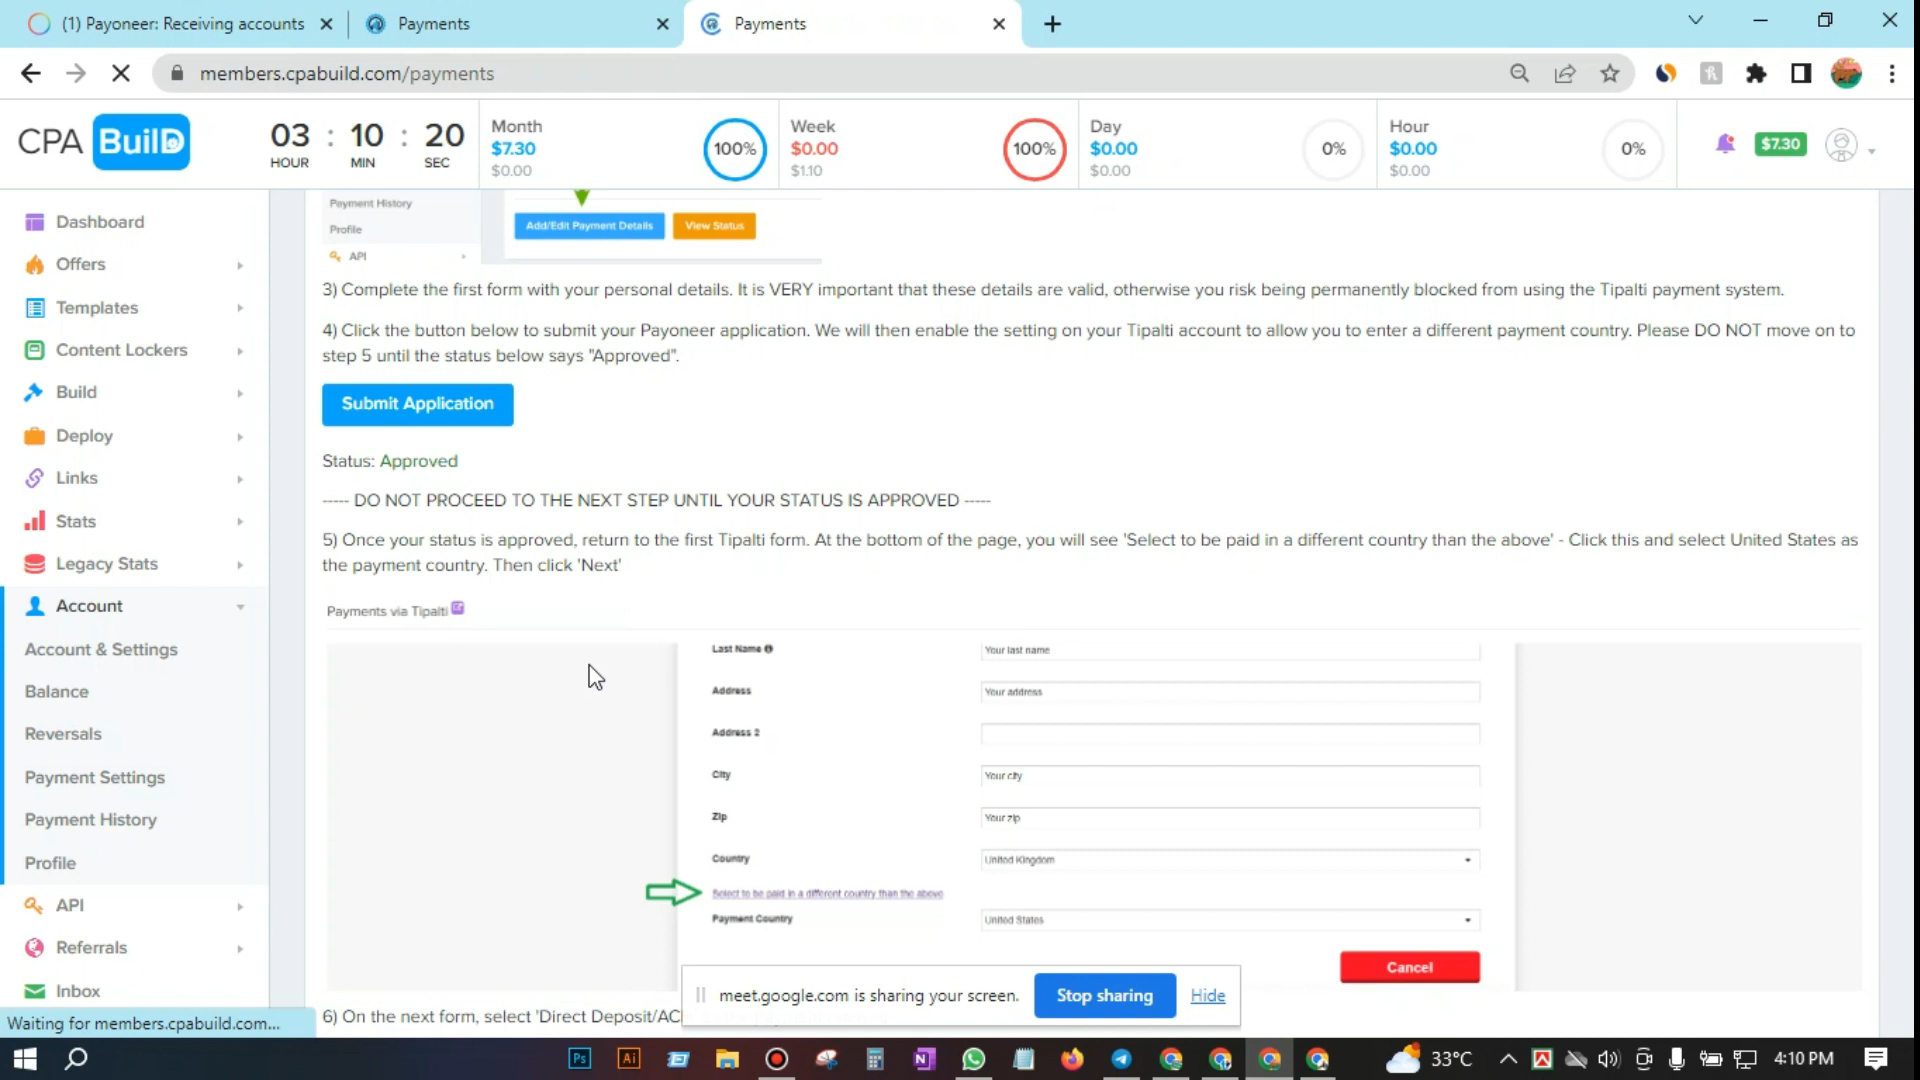 (1) Payoneer: Receiving accounts
Payments
Payments
members.cpabuild.com/payments
CPA BuilD
03 : 10 : 20
HOUR MIN SEC
Month
$7.30
$0.00
100%
Week
$0.00
$1.10
100%
Day
$0.00
$0.00
0%
Hour
$0.00
$0.00
0%
$7.30
Dashboard
Offers
Templates
Content Lockers
Build
Deploy
Links
Stats
Legacy Stats
Account
Account & Settings
Balance
Reversals
Payment Settings
Payment History
Profile
API
Referrals
Inbox
Payment History
Profile
API
Add/Edit Payment Details
View Status
3) Complete the first form with your personal details. It is VERY important that these details are valid, otherwise you risk being permanently blocked from using the Tipalti payment system.
4) Click the button below to submit your Payoneer application. We will then enable the setting on your Tipalti account to allow you to enter a different payment country. Please DO NOT move on to
step 5 until the status below says "Approved".
Submit Application
Status: Approved
----- DO NOT PROCEED TO THE NEXT STEP UNTIL YOUR STATUS IS APPROVED -----
5) Once your status is approved, return to the first Tipalti form. At the bottom of the page, you will see 'Select to be paid in a different country than the above' - Click this and select United States as
the payment country. Then click 'Next'
Payments via Tipalti
Last Name
Your last name
Address
Your address
Address 2
City
Your city
Zip
Your zip
Country
United Kingdom
Select to be paid in a different country than the above
Payment Country
United States
Cancel
6) On the next form, select 'Direct Deposit/AC
meet.google.com is sharing your screen.
Stop sharing
Hide
Waiting for members.cpabuild.com...
Ps
Ai
33°C
4:10 PM